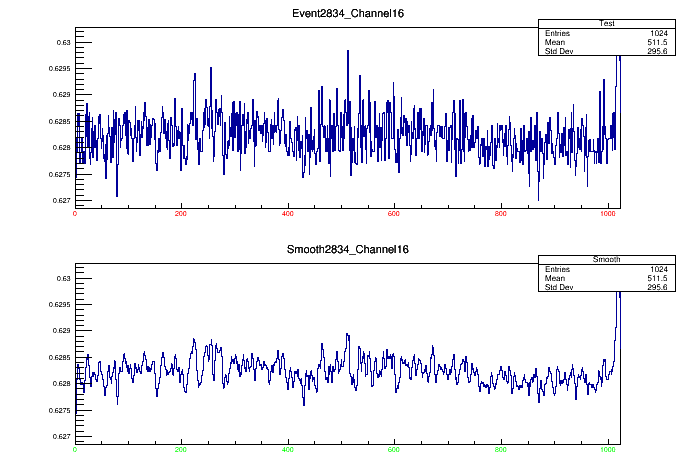 Event2834_Channel16
Test
Entries 1024
Mean 511.5
Std Dev 295.6
0.63
0.6295
0.629
0.6285
0.628
0.6275
0.627
0 200 400 600 800 1000
Smooth2834_Channel16
Smooth
Entries 1024
Mean 511.5
Std Dev 295.6
0.63
0.6295
0.629
0.6285
0.628
0.6275
0.627
0 200 400 600 800 1000